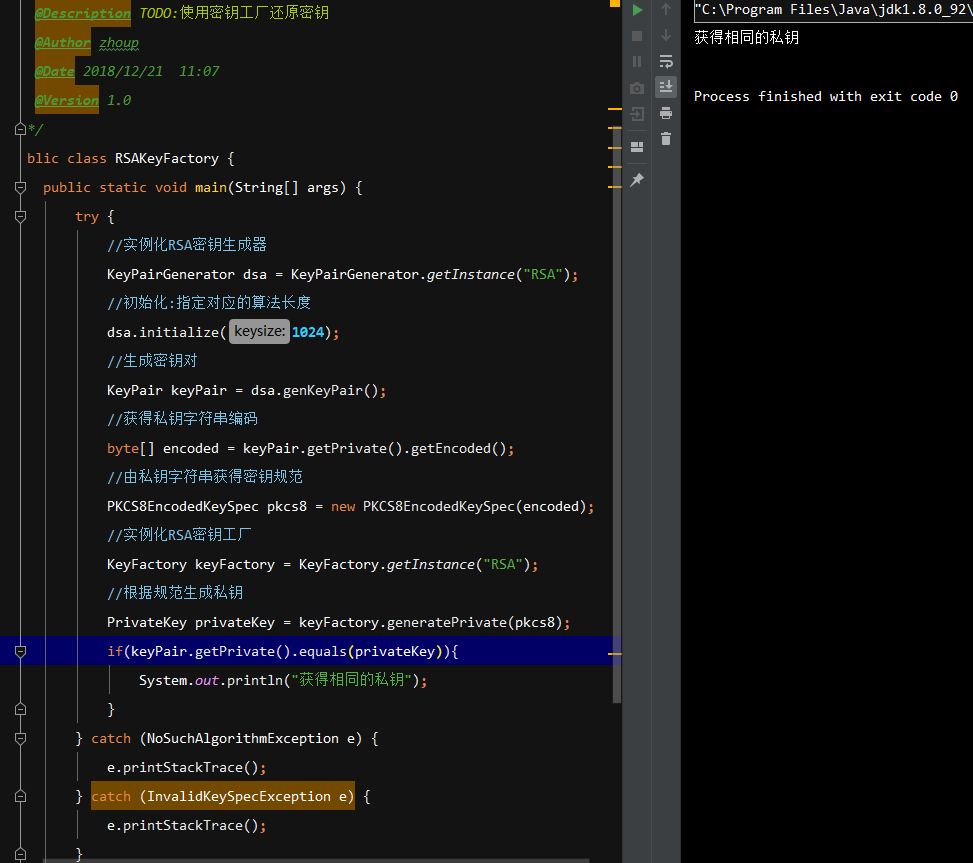 @Description TODO:使用密钥工厂还原密钥
@Author zhoup
@Date 2018/12/21  11:07
@Version 1.0
*/
blic class RSAKeyFactory {
public static void main(String[] args) {
try {
//实例化RSA密钥生成器
KeyPairGenerator dsa = KeyPairGenerator.getInstance("RSA");
//初始化:指定对应的算法长度
dsa.initialize( keysize: 1024);
//生成密钥对
KeyPair keyPair = dsa.genKeyPair();
//获得私钥字符串编码
byte[] encoded = keyPair.getPrivate().getEncoded();
//由私钥字符串获得密钥规范
PKCS8EncodedKeySpec pkcs8 = new PKCS8EncodedKeySpec(encoded);
//实例化RSA密钥工厂
KeyFactory keyFactory = KeyFactory.getInstance("RSA");
//根据规范生成私钥
PrivateKey privateKey = keyFactory.generatePrivate(pkcs8);
if(keyPair.getPrivate().equals(privateKey)){
System.out.println("获得相同的私钥");
}
} catch (NoSuchAlgorithmException e) {
e.printStackTrace();
} catch (InvalidKeySpecException e) {
e.printStackTrace();
}
"C:\Program Files\Java\jdk1.8.0_92\
获得相同的私钥
Process finished with exit code 0